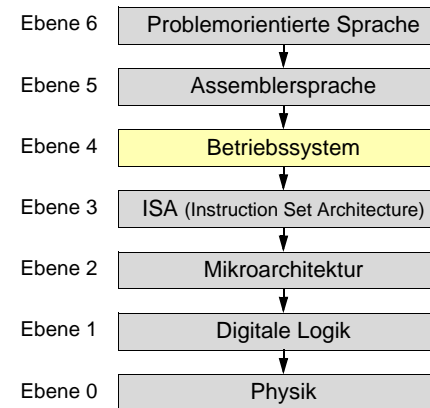 Ebene 6 Problemorientierte Sprache
Ebene 5 Assemblersprache
Ebene 4 Betriebssystem
Ebene 3 ISA (Instruction Set Architecture)
Ebene 2 Mikroarchitektur
Ebene 1 Digitale Logik
Ebene 0 Physik